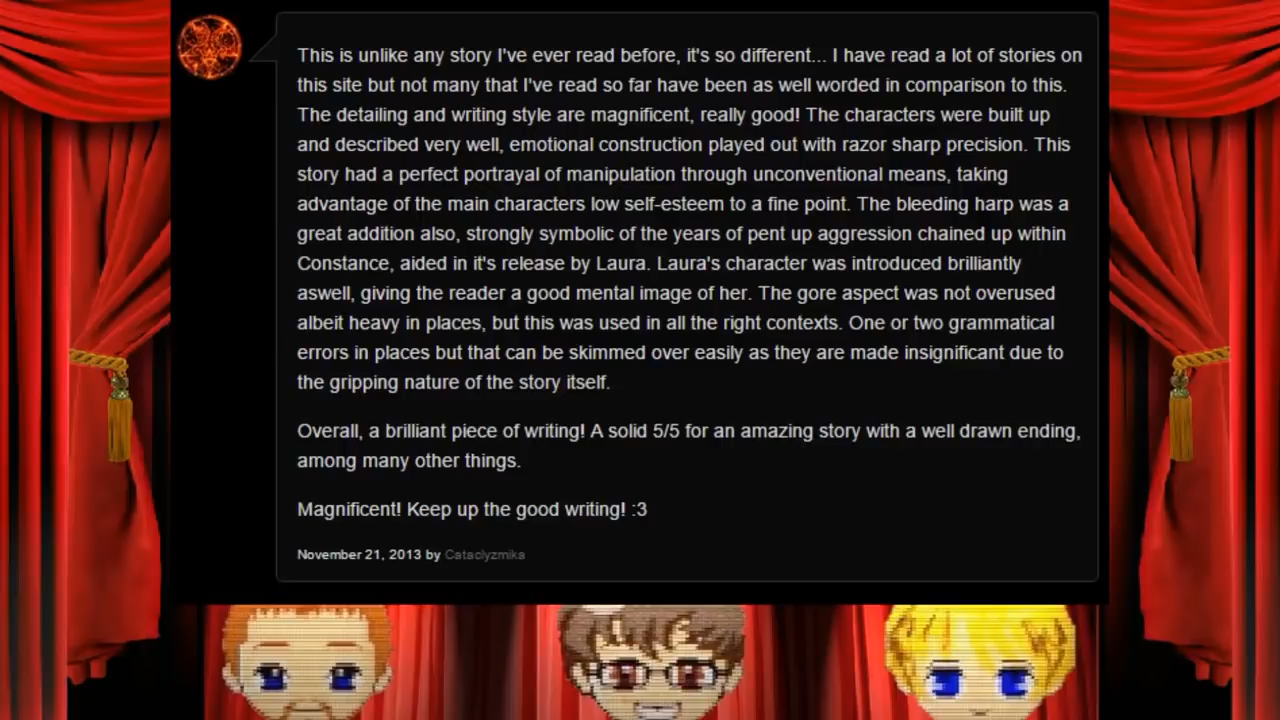 This is unlike any story I've ever read before, it's so different... I have read a lot of stories on
this site but not many that I've read so far have been as well worded in comparison to this.
The detailing and writing style are magnificent, really good! The characters were built up
and described very well, emotional construction played out with razor sharp precision. This
story had a perfect portrayal of manipulation through unconventional means, taking
advantage of the main characters low self-esteem to a fine point. The bleeding harp was a
great addition also, strongly symbolic of the years of pent up aggression chained up within
Constance, aided in it's release by Laura. Laura's character was introduced brilliantly
aswell, giving the reader a good mental image of her. The gore aspect was not overused
albeit heavy in places, but this was used in all the right contexts. One or two grammatical
errors in places but that can be skimmed over easily as they are made insignificant due to
the gripping nature of the story itself.
Overall, a brilliant piece of writing! A solid 5/5 for an amazing story with a well drawn ending,
among many other things.
Magnificent! Keep up the good writing! :3
November 21, 2013 by Cataclyzmika